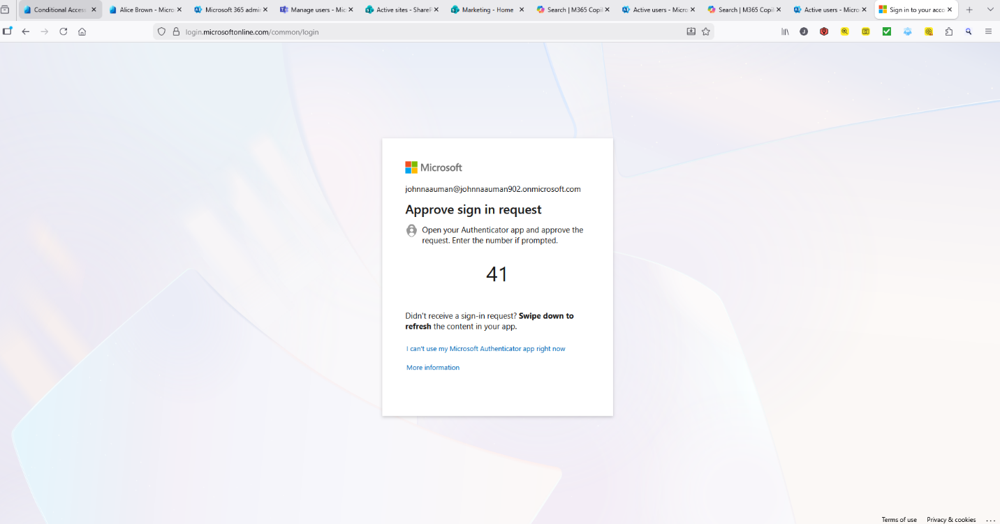 Conditional Access
Alice Brown - Micro
Microsoft 365 admi
Manage users - Mic
Active sites - ShareP
Marketing - Home
Search | M365 Copil
Active users - Micro
Search | M365 Copil
Active users - Micro
Sign in to your acco
login.microsoftonline.com/common/login
J
Microsoft
johnnaauman@johnnaauman902.onmicrosoft.com
Approve sign in request
Open your Authenticator app and approve the
request. Enter the number if prompted.
41
Didn't receive a sign-in request? Swipe down to
refresh the content in your app.
I can't use my Microsoft Authenticator app right now
More information
Terms of use Privacy & cookies ...